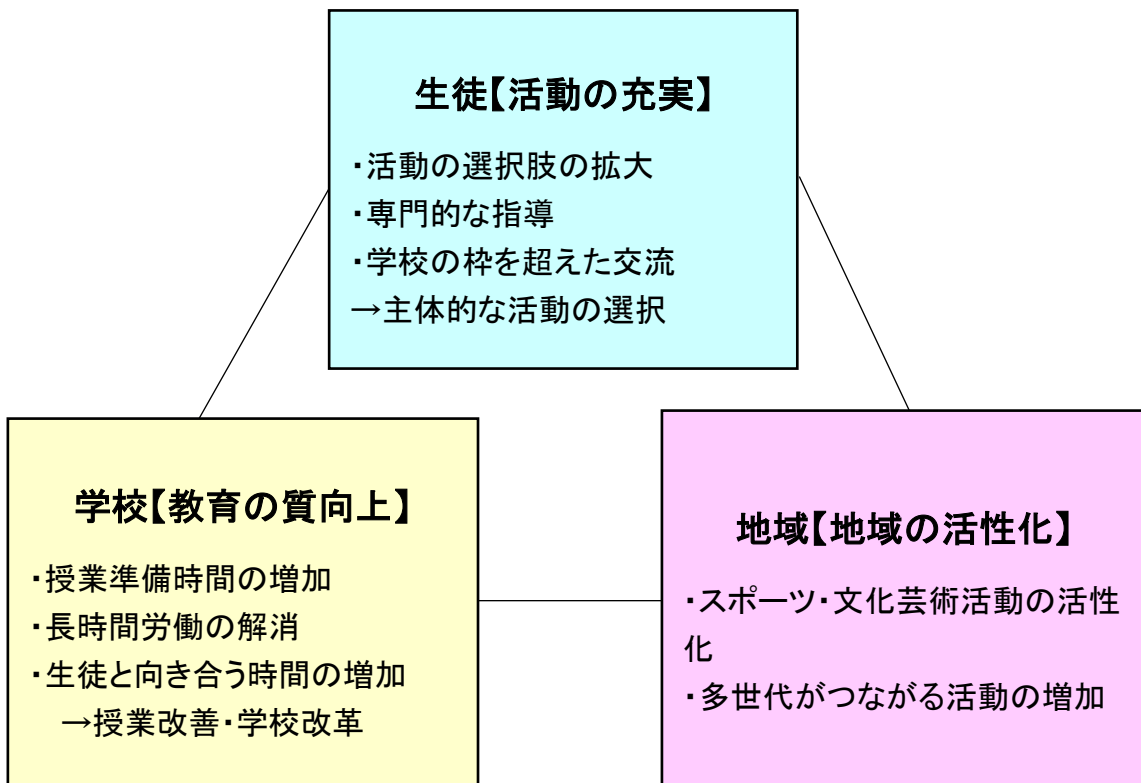 生徒【活動の充実】
・活動の選択肢の拡大
・専門的な指導
・学校の枠を超えた交流
→主体的な活動の選択
学校【教育の質向上】
・授業準備時間の増加
・長時間労働の解消
・生徒と向き合う時間の増加
→授業改善・学校改革
地域【地域の活性化】
・スポーツ・文化芸術活動の活性
化
・多世代がつながる活動の増加